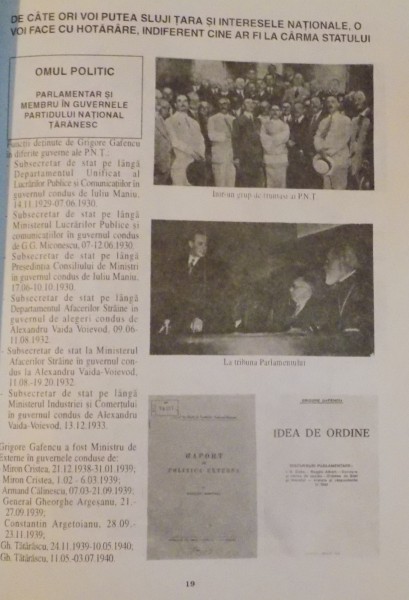 DE CÂTE ORI VOI PUTEA SLUJI ŢARA ŞI INTERESELE NAŢIONALE, O
VOI FACE CU HOTĂRÂRE, INDIFERENT CINE AR FI LA CÂRMA STATULUI
OMUL POLITIC
PARLAMENTAR ŞI
MEMBRU ÎN GUVERNELE
PARTIDULUI NAŢIONAL
ŢĂRĂNESC
Funcţii deţinute de Grigore Gafencu
în diferite guverne ale P.N.T.:
- Subsecretar de stat pe lângă
Departamentul Unificat al
Lucrărilor Publice şi Comunicaţiilor în
guvernul condus de Iuliu Maniu,
14.11.1929-07.06.1930.
- Subsecretar de stat pe lângă
Ministerul Lucrărilor Publice şi
comunicaţiilor în guvernul condus
de G.G. Miconescu, 07-12.06.1930.
- Subsecretar de stat pe lângă
Preşedinţia Consiliului de Miniştri
în guvernul condus de Iuliu Maniu,
17.06-10.10.1930.
Subsecretar de stat pe lângă
Departamentul Afacerilor Străine în
guvernul de alegeri condus de
Alexandru Vaida Voievod, 09.06-
11.08.1932.
- Subsecretar de stat la Ministerul
Afacerilor Străine în guvernul con-
dus la Alexandru Vaida-Voievod,
11.08.-19.20.1932.
- Subsecretar de stat pe lângă
Ministerul Industriei şi Comerţului
în guvernul condus de Alexandru
Vaida-Voievod, 13.12.1933.
Grigore Gafencu a fost Ministru de
Externe în guvernele conduse de:
- Miron Cristea, 21.12.1938-31.01.1939;
Miron Cristea, 1.02 - 6.03.1939;
Armand Călinescu, 07.03-21.09.1939;
General Gheorghe Argeşanu, 21.-
27.09.1939;
Constantin Argetoianu, 28.09.-
23.11.1939;
Gh. Tătărăscu, 24.11.1939-10.05.1940;
Gh. Tătărăscu, 11.05.-03.07.1940.
Într-un grup de fruntaşi ai P.N.T.
La tribuna Parlamentului
RAPORT
POLITICA EXTERNA
GRIGORE GAFENCU
IDEA DE ORDINE
19